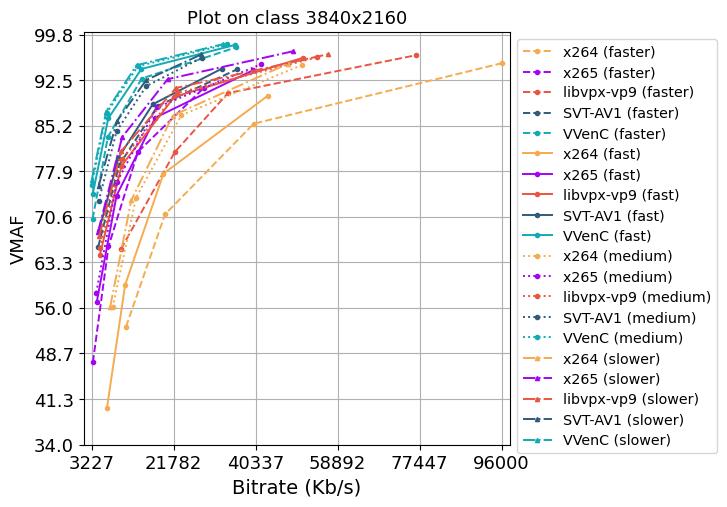 Plot on class 3840x2160
99.8
92.5
85.2
77.9
70.6
63.3
56.0
48.7
41.3
34.0
VMAF
3227 21782 40337 58892 77447 96000
Bitrate (Kb/s)
x264 (faster)
x265 (faster)
libvpx-vp9 (faster)
SVT-AV1 (faster)
VVenC (faster)
x264 (fast)
x265 (fast)
libvpx-vp9 (fast)
SVT-AV1 (fast)
VVenC (fast)
x264 (medium)
x265 (medium)
libvpx-vp9 (medium)
SVT-AV1 (medium)
VVenC (medium)
x264 (slower)
x265 (slower)
libvpx-vp9 (slower)
SVT-AV1 (slower)
VVenC (slower)